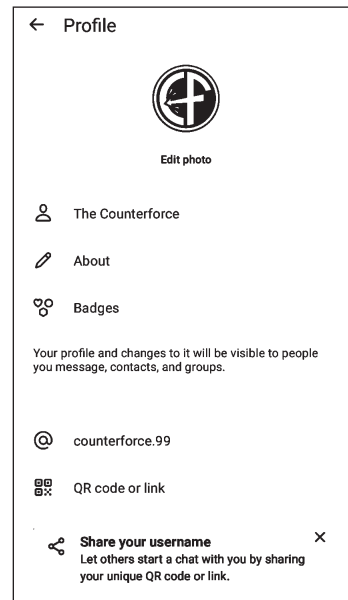 Profile
Edit photo
The Counterforce
About
Badges
Your profile and changes to it will be visible to people
you message, contacts, and groups.
counterforce.99
QR code or link
Share your username
Let others start a chat with you by sharing
your unique QR code or link.